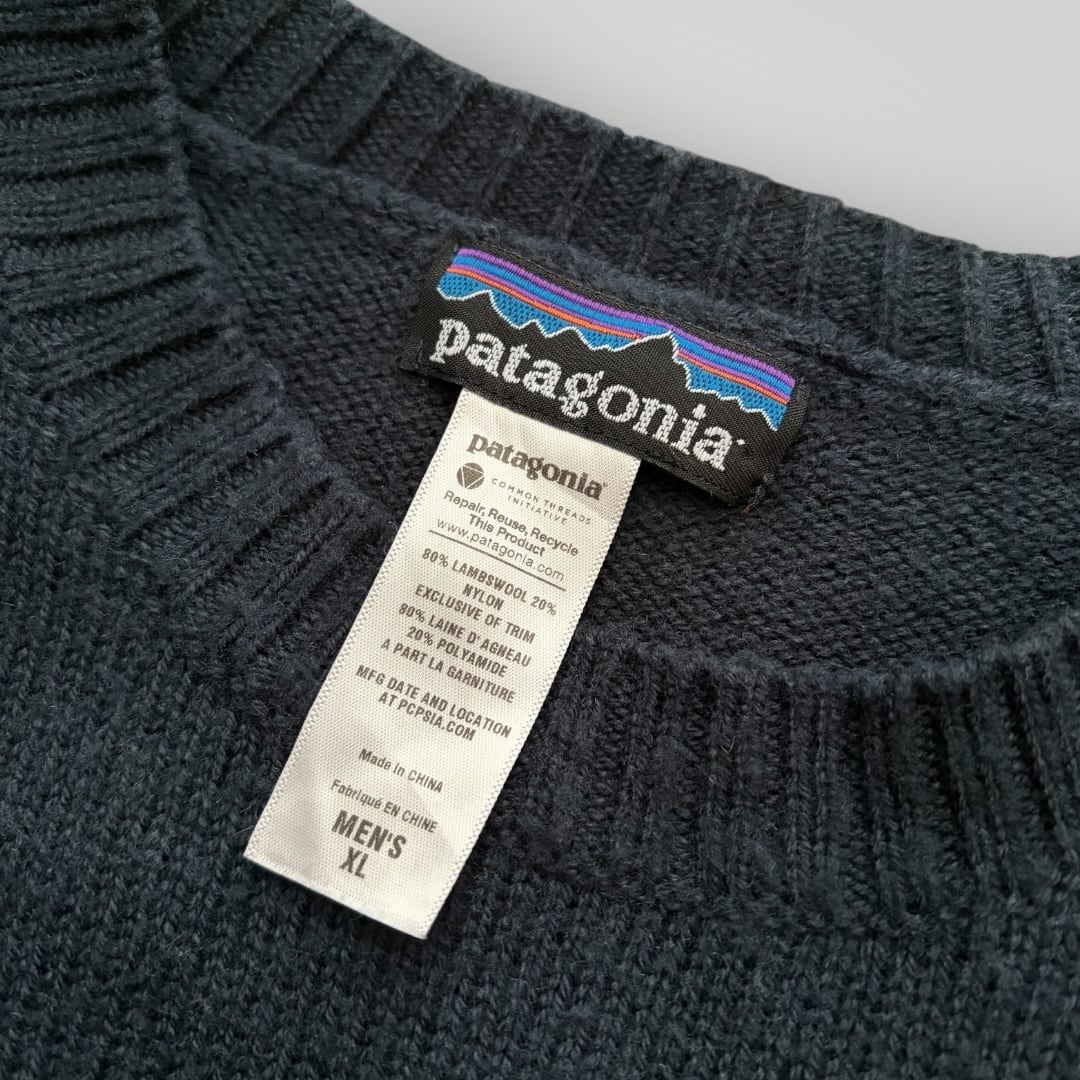 patagonia
patagonia®
COMMON THREADS
INITIATIVE
Repair, Reuse, Recycle
This Product
www.patagonia.com
80% LAMBSWOOL 20%
NYLON
EXCLUSIVE OF TRIM
80% LAINE D'AGNEAU
20% POLYAMIDE
A PART LA GARNITURE
MFG DATE AND LOCATION
AT PCPSIA.COM
Made in CHINA
Fabriqué EN CHINE
MEN'S
XL